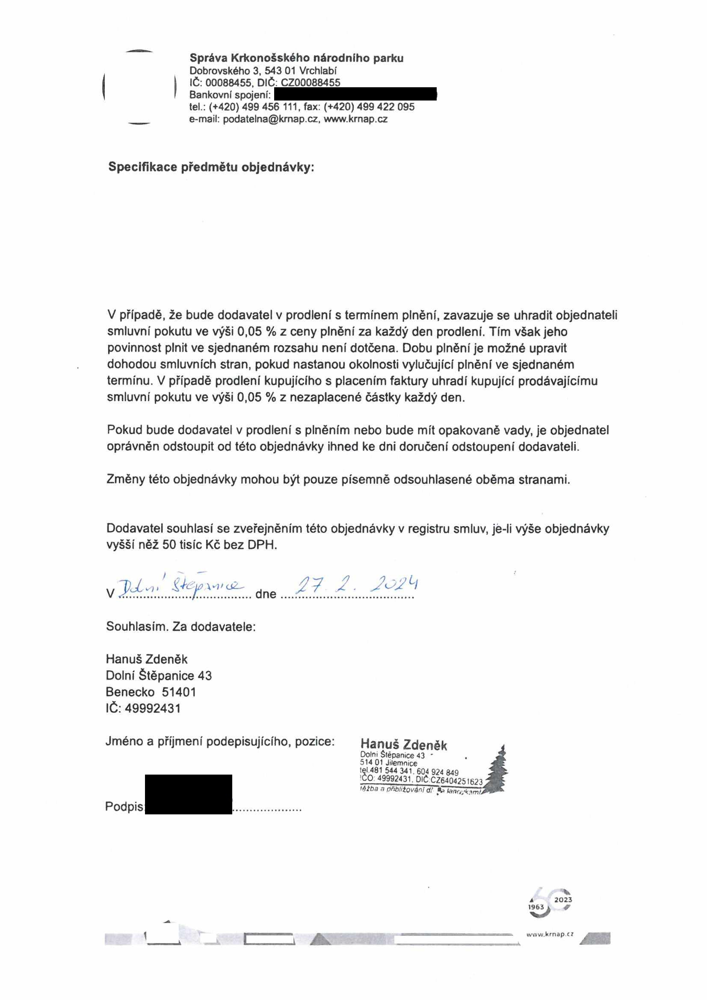 Správa Krkonošského národního parku
Dobrovského 3, 543 01 Vrchlabí
IČ: 00088455, DIČ: CZ00088455
Bankovní spojení:
tel.: (+420) 499 456 111, fax: (+420) 499 422 095
e-mail: podatelna@krnap.cz, www.krnap.cz
Specifikace předmětu objednávky:
V případě, že bude dodavatel v prodlení s termínem plnění, zavazuje se uhradit objednateli
smluvní pokutu ve výši 0,05 % z ceny plnění za každý den prodlení. Tím však jeho
povinnost plnit ve sjednaném rozsahu není dotčena. Dobu plnění je možné upravit
dohodou smluvních stran, pokud nastanou okolnosti vylučující plnění ve sjednaném
termínu. V případě prodlení kupujícího s placením faktury uhradí kupující prodávajícímu
smluvní pokutu ve výši 0,05 % z nezaplacené částky každý den.
Pokud bude dodavatel v prodlení s plněním nebo bude mít opakovaně vady, je objednatel
oprávněn odstoupit od této objednávky ihned ke dni doručení odstoupení dodavateli.
Změny této objednávky mohou být pouze písemně odsouhlasené oběma stranami.
Dodavatel souhlasí se zveřejněním této objednávky v registru smluv, je-li výše objednávky
vyšší něž 50 tisíc Kč bez DPH.
V Dolní Štěpanice dne 27. 2. 2024
Souhlasím. Za dodavatele:
Hanuš Zdeněk
Dolní Štěpanice 43
Benecko 51401
IČ: 49992431
Jméno a příjmení podepisujícího, pozice:
Hanuš Zdeněk
Dolní Štěpanice 43
514 01 Jilemnice
tel.481 544 341, 604 924 849
IČO: 49992431, DIČ:CZ6404251623
těžba a přibližování lanovkami
Podpis:
60
1963
2023
www.krnap.cz